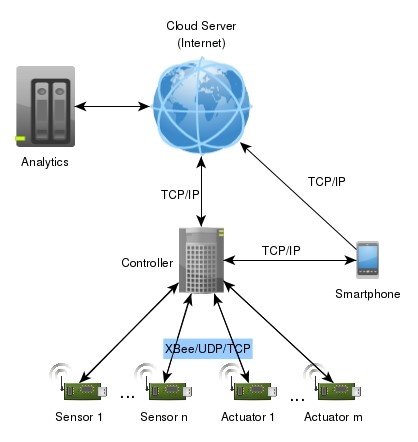 Cloud Server
(Internet)
Analytics
TCP/IP
TCP/IP
TCP/IP
Controller
Smartphone
XBee/UDP/TCP
... ...
Sensor 1 Sensor n Actuator 1 Actuator m